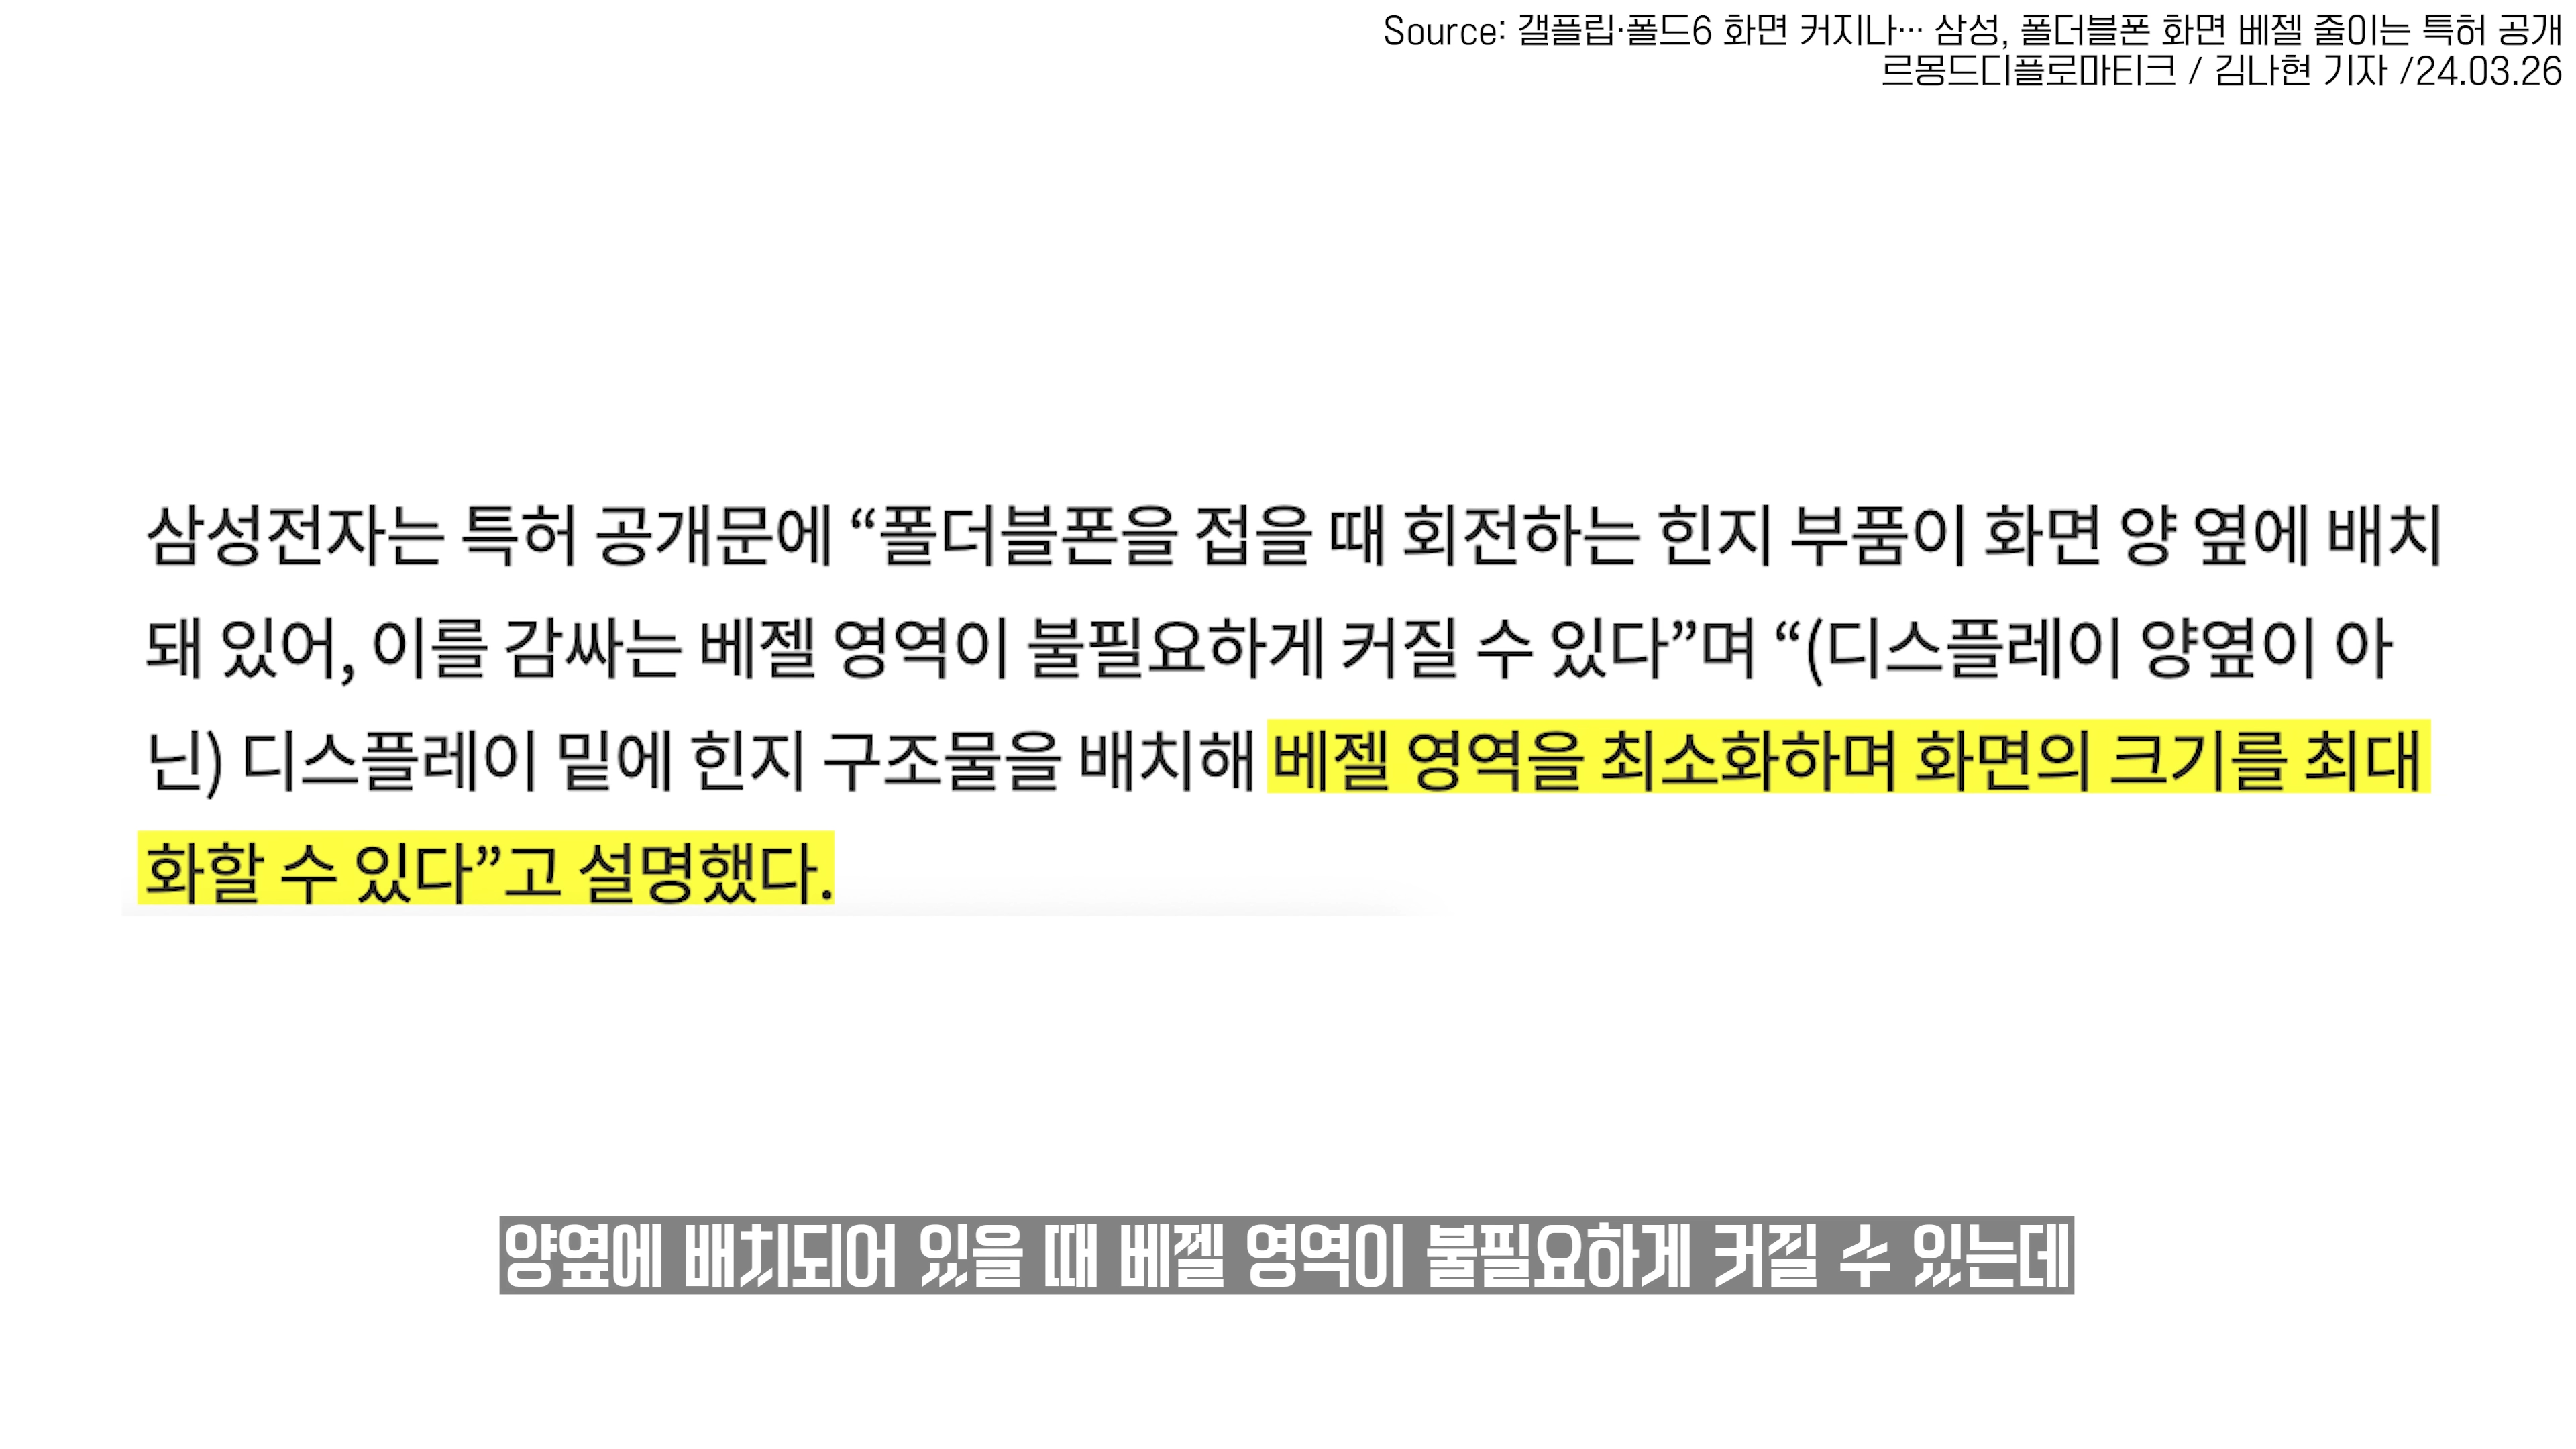 Source: 갤플립·폴드6 화면 커지나… 삼성, 폴더블폰 화면 베젤 줄이는 특허 공개
르몽드디플로마티크 / 김나현 기자 /24.03.26
삼성전자는 특허 공개문에 “폴더블폰을 접을 때 회전하는 힌지 부품이 화면 양 옆에 배치
돼 있어, 이를 감싸는 베젤 영역이 불필요하게 커질 수 있다”며 “(디스플레이 양옆이 아
닌) 디스플레이 밑에 힌지 구조물을 배치해 베젤 영역을 최소화하며 화면의 크기를 최대
화할 수 있다”고 설명했다.
양옆에 배치되어 있을 때 베젤 영역이 불필요하게 커질 수 있는데